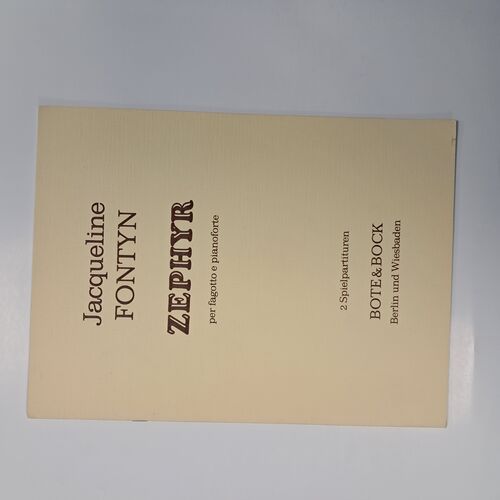 Jacqueline
FONTYN
ZEPHYR
per fagotto e pianoforte
2 Spielpartituren
BOTE & BOCK
Berlin und Wiesbaden